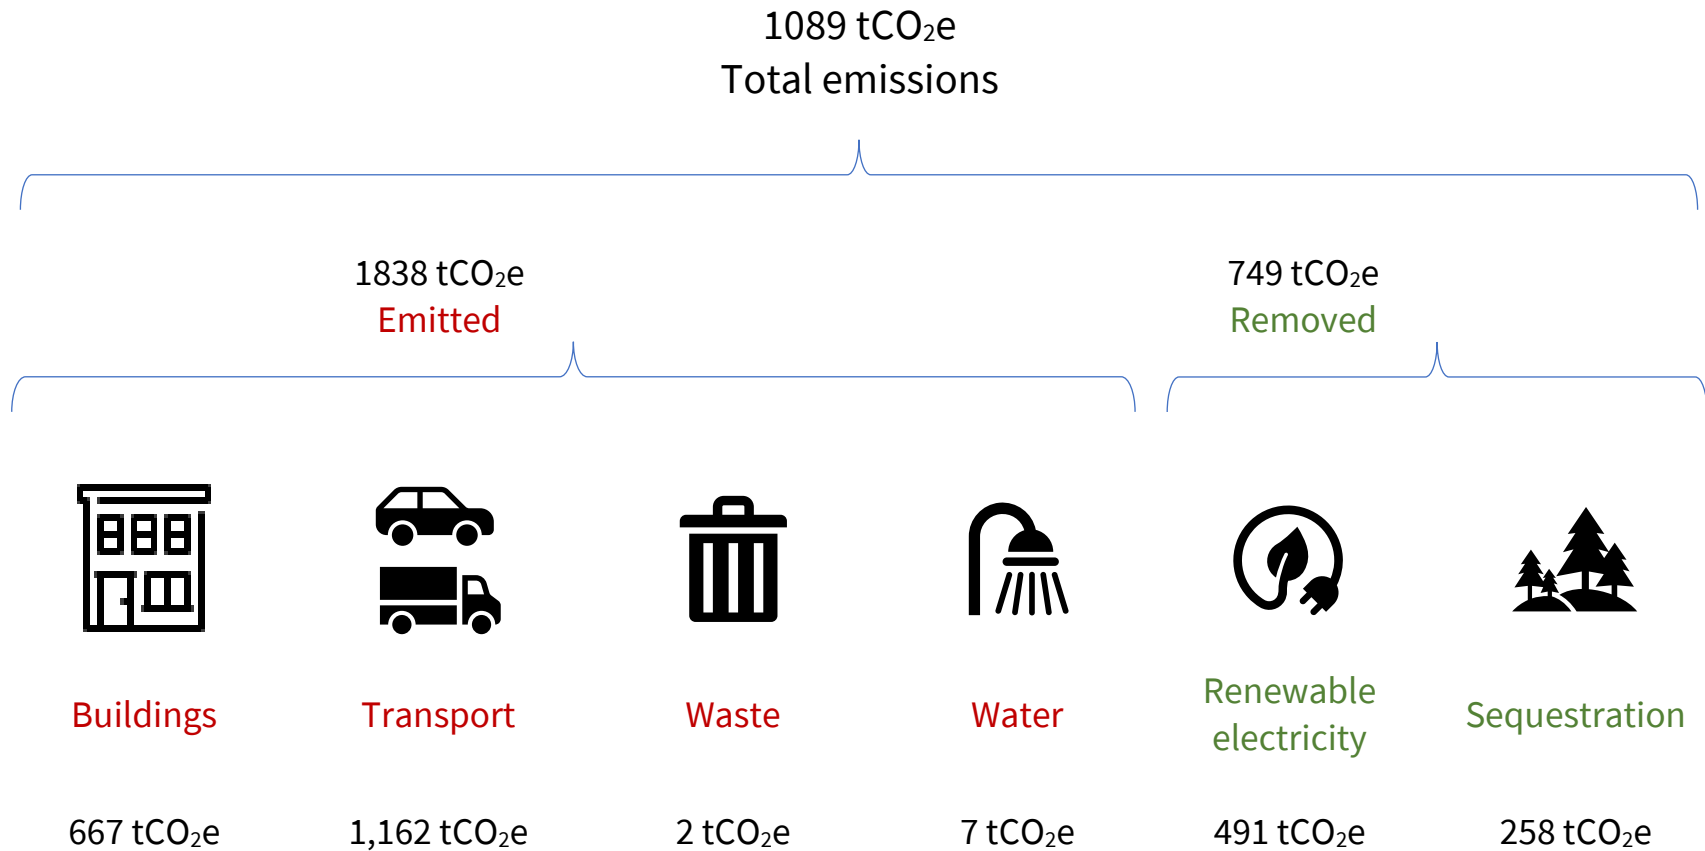 1089 tCO₂e
Total emissions
1838 tCO₂e
Emitted
749 tCO₂e
Removed
Buildings
Transport
Waste
Water
Renewable
electricity
Sequestration
667 tCO₂e
1,162 tCO₂e
2 tCO₂e
7 tCO₂e
491 tCO₂e
258 tCO₂e